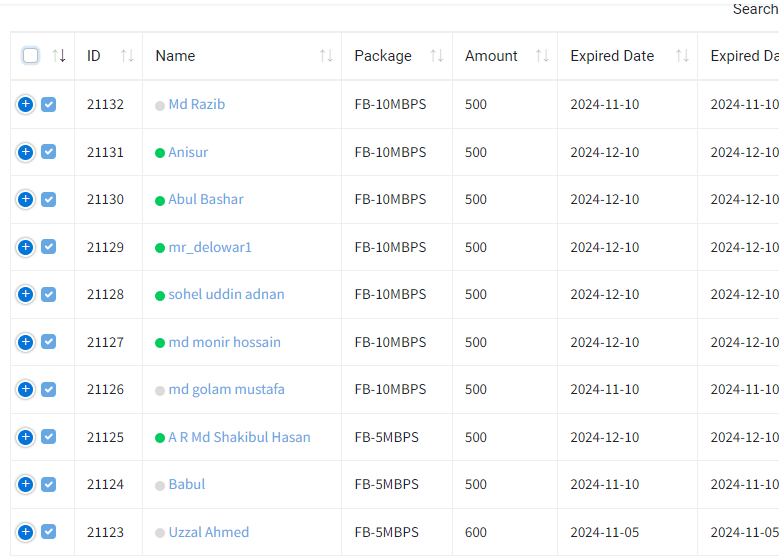 Search
ID Name Package Amount Expired Date Expired Da
21132 Md Razib FB-10MBPS 500 2024-11-10 2024-11-10
21131 Anisur FB-10MBPS 500 2024-12-10 2024-12-10
21130 Abul Bashar FB-10MBPS 500 2024-12-10 2024-12-10
21129 mr_delowar1 FB-10MBPS 500 2024-12-10 2024-12-10
21128 sohel uddin adnan FB-10MBPS 500 2024-12-10 2024-12-10
21127 md monir hossain FB-10MBPS 500 2024-12-10 2024-12-10
21126 md golam mustafa FB-10MBPS 500 2024-11-10 2024-11-10
21125 A R Md Shakibul Hasan FB-5MBPS 500 2024-12-10 2024-12-10
21124 Babul FB-5MBPS 500 2024-11-10 2024-11-10
21123 Uzzal Ahmed FB-5MBPS 600 2024-11-05 2024-11-05